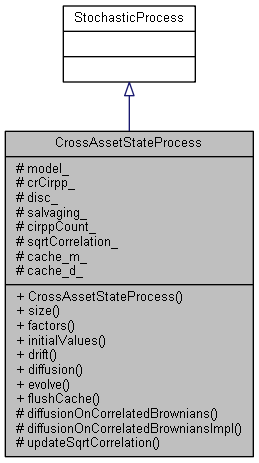 StochasticProcess
CrossAssetStateProcess
# model_
# crCirpp_
# disc_
# salvaging_
# cirppCount_
# sqrtCorrelation_
# cache_m_
# cache_d_
+ CrossAssetStateProcess()
+ size()
+ factors()
+ initialValues()
+ drift()
+ diffusion()
+ evolve()
+ flushCache()
# diffusionOnCorrelatedBrownians()
# diffusionOnCorrelatedBrowniansImpl()
# updateSqrtCorrelation()